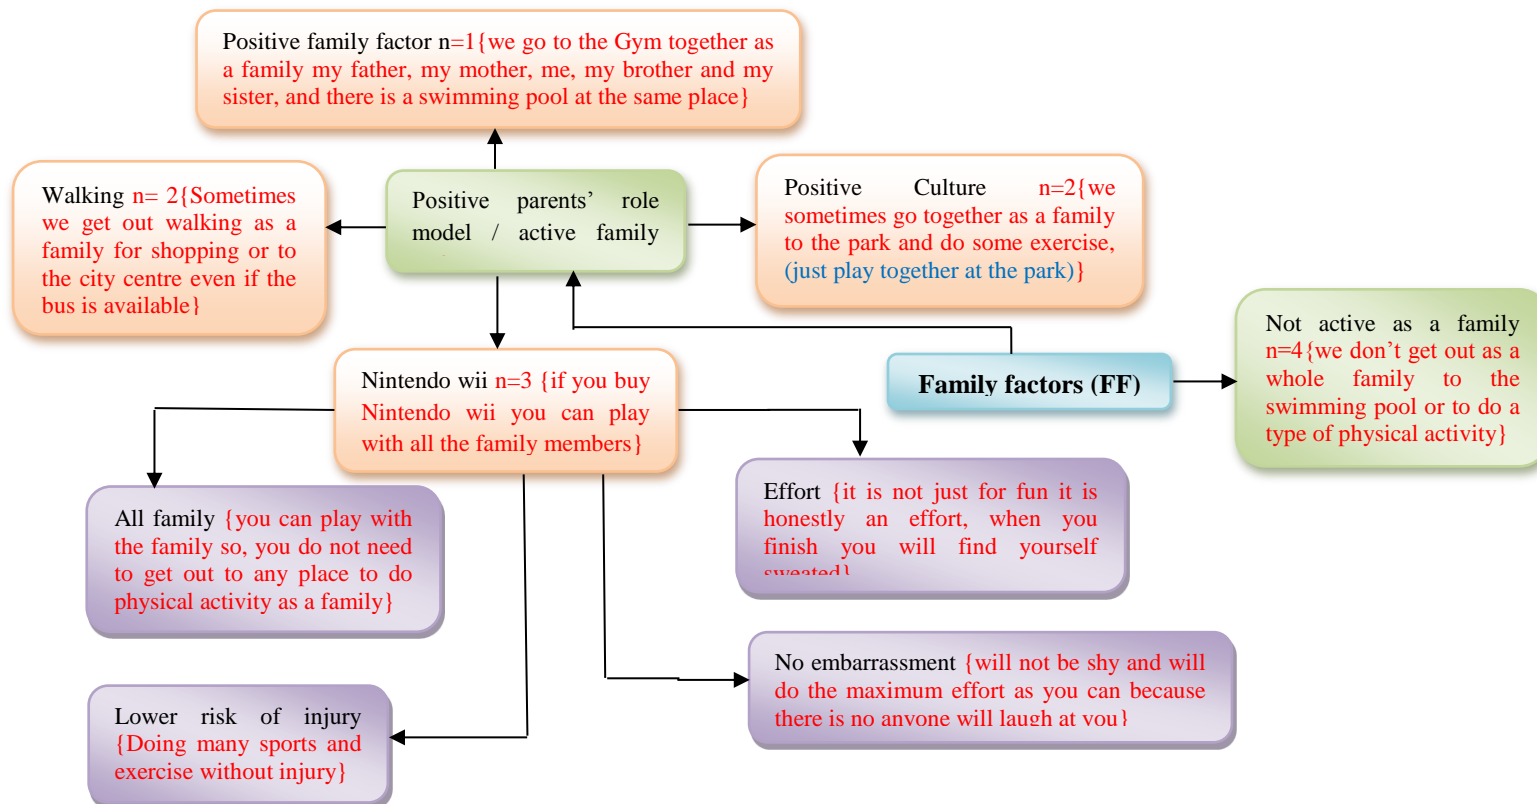 Positive family factor n=1{we go to the Gym together as
a family my father, my mother, me, my brother and my
sister, and there is a swimming pool at the same place}
Walking n= 2{Sometimes
we get out walking as a
family for shopping or to
the city centre even if the
bus is available}
Positive parents’ role
model / active family
Positive Culture n=2{we
sometimes go together as a family
to the park and do some exercise,
(just play together at the park)}
Not active as a family
n=4{we don’t get out as a
whole family to the
swimming pool or to do a
type of physical activity}
Family factors (FF)
Nintendo wii n=3 {if you buy
Nintendo wii you can play
with all the family members}
All family {you can play with
the family so, you do not need
to get out to any place to do
physical activity as a family}
Effort {it is not just for fun it is
honestly an effort, when you
finish you will find yourself
sweated}
No embarrassment {will not be shy and will
do the maximum effort as you can because
there is no anyone will laugh at you}
Lower risk of injury
{Doing many sports and
exercise without injury}